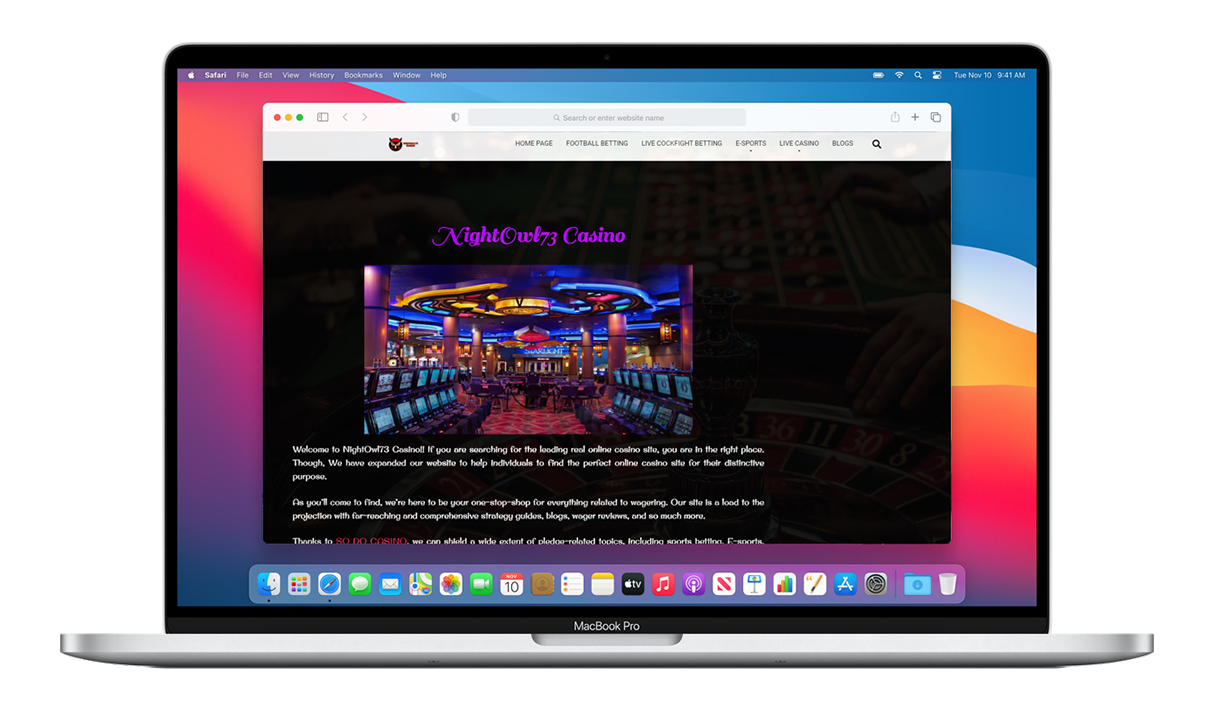 Safari File Edit View History Bookmarks Window Help Tue Nov 10 9:41 AM
Search or enter website name
HOME PAGE FOOTBALL BETTING LIVE COCKFIGHT BETTING E-SPORTS LIVE CASINO BLOGS
NightOwl73 Casino
STARLIGHT
Welcome to NightOwl73 Casino!! If you are searching for the leading real online casino site, you are in the right place.
Though, We have expanded our website to help individuals to find the perfect online casino site for their distinctive
purpose.
As you'll come to find, we're here to be your one-stop-shop for everything related to wagering. Our site is a load to the
projection with far-reaching and comprehensive strategy guides, blogs, wager reviews, and so much more.
Thanks to SO DO CASINO, we can shield a wide extent of pledge-related topics, including sports betting, E-sports,
3 36 11 30 8
NOV
10
tv
MacBook Pro